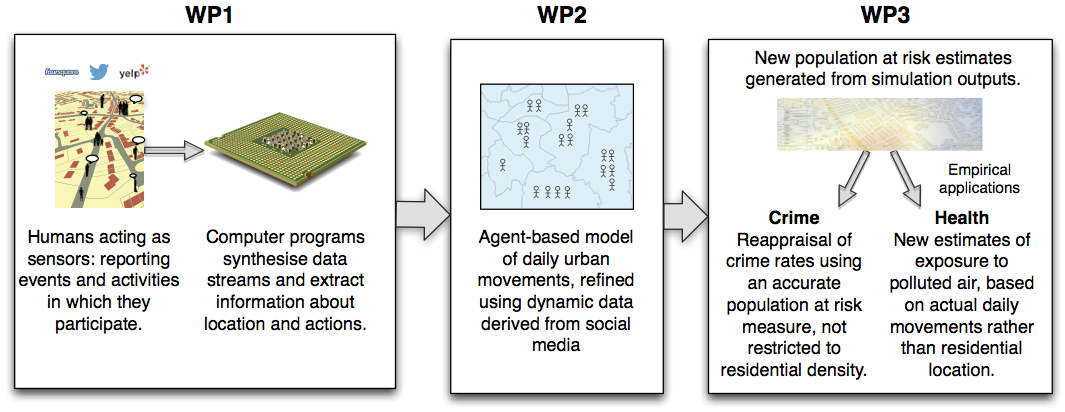 WP1
foursquare
yelp
Humans acting as
sensors: reporting
events and activities
in which they
participate.
Computer programs
synthesise data
streams and extract
information about
location and actions.
WP2
Agent-based model
of daily urban
movements, refined
using dynamic data
derived from social
media
WP3
New population at risk estimates
generated from simulation outputs.
Empirical
applications
Crime
Reappraisal of
crime rates using
an accurate
population at risk
measure, not
restricted to
residential density.
Health
New estimates of
exposure to
polluted air, based
on actual daily
movements rather
than residential
location.